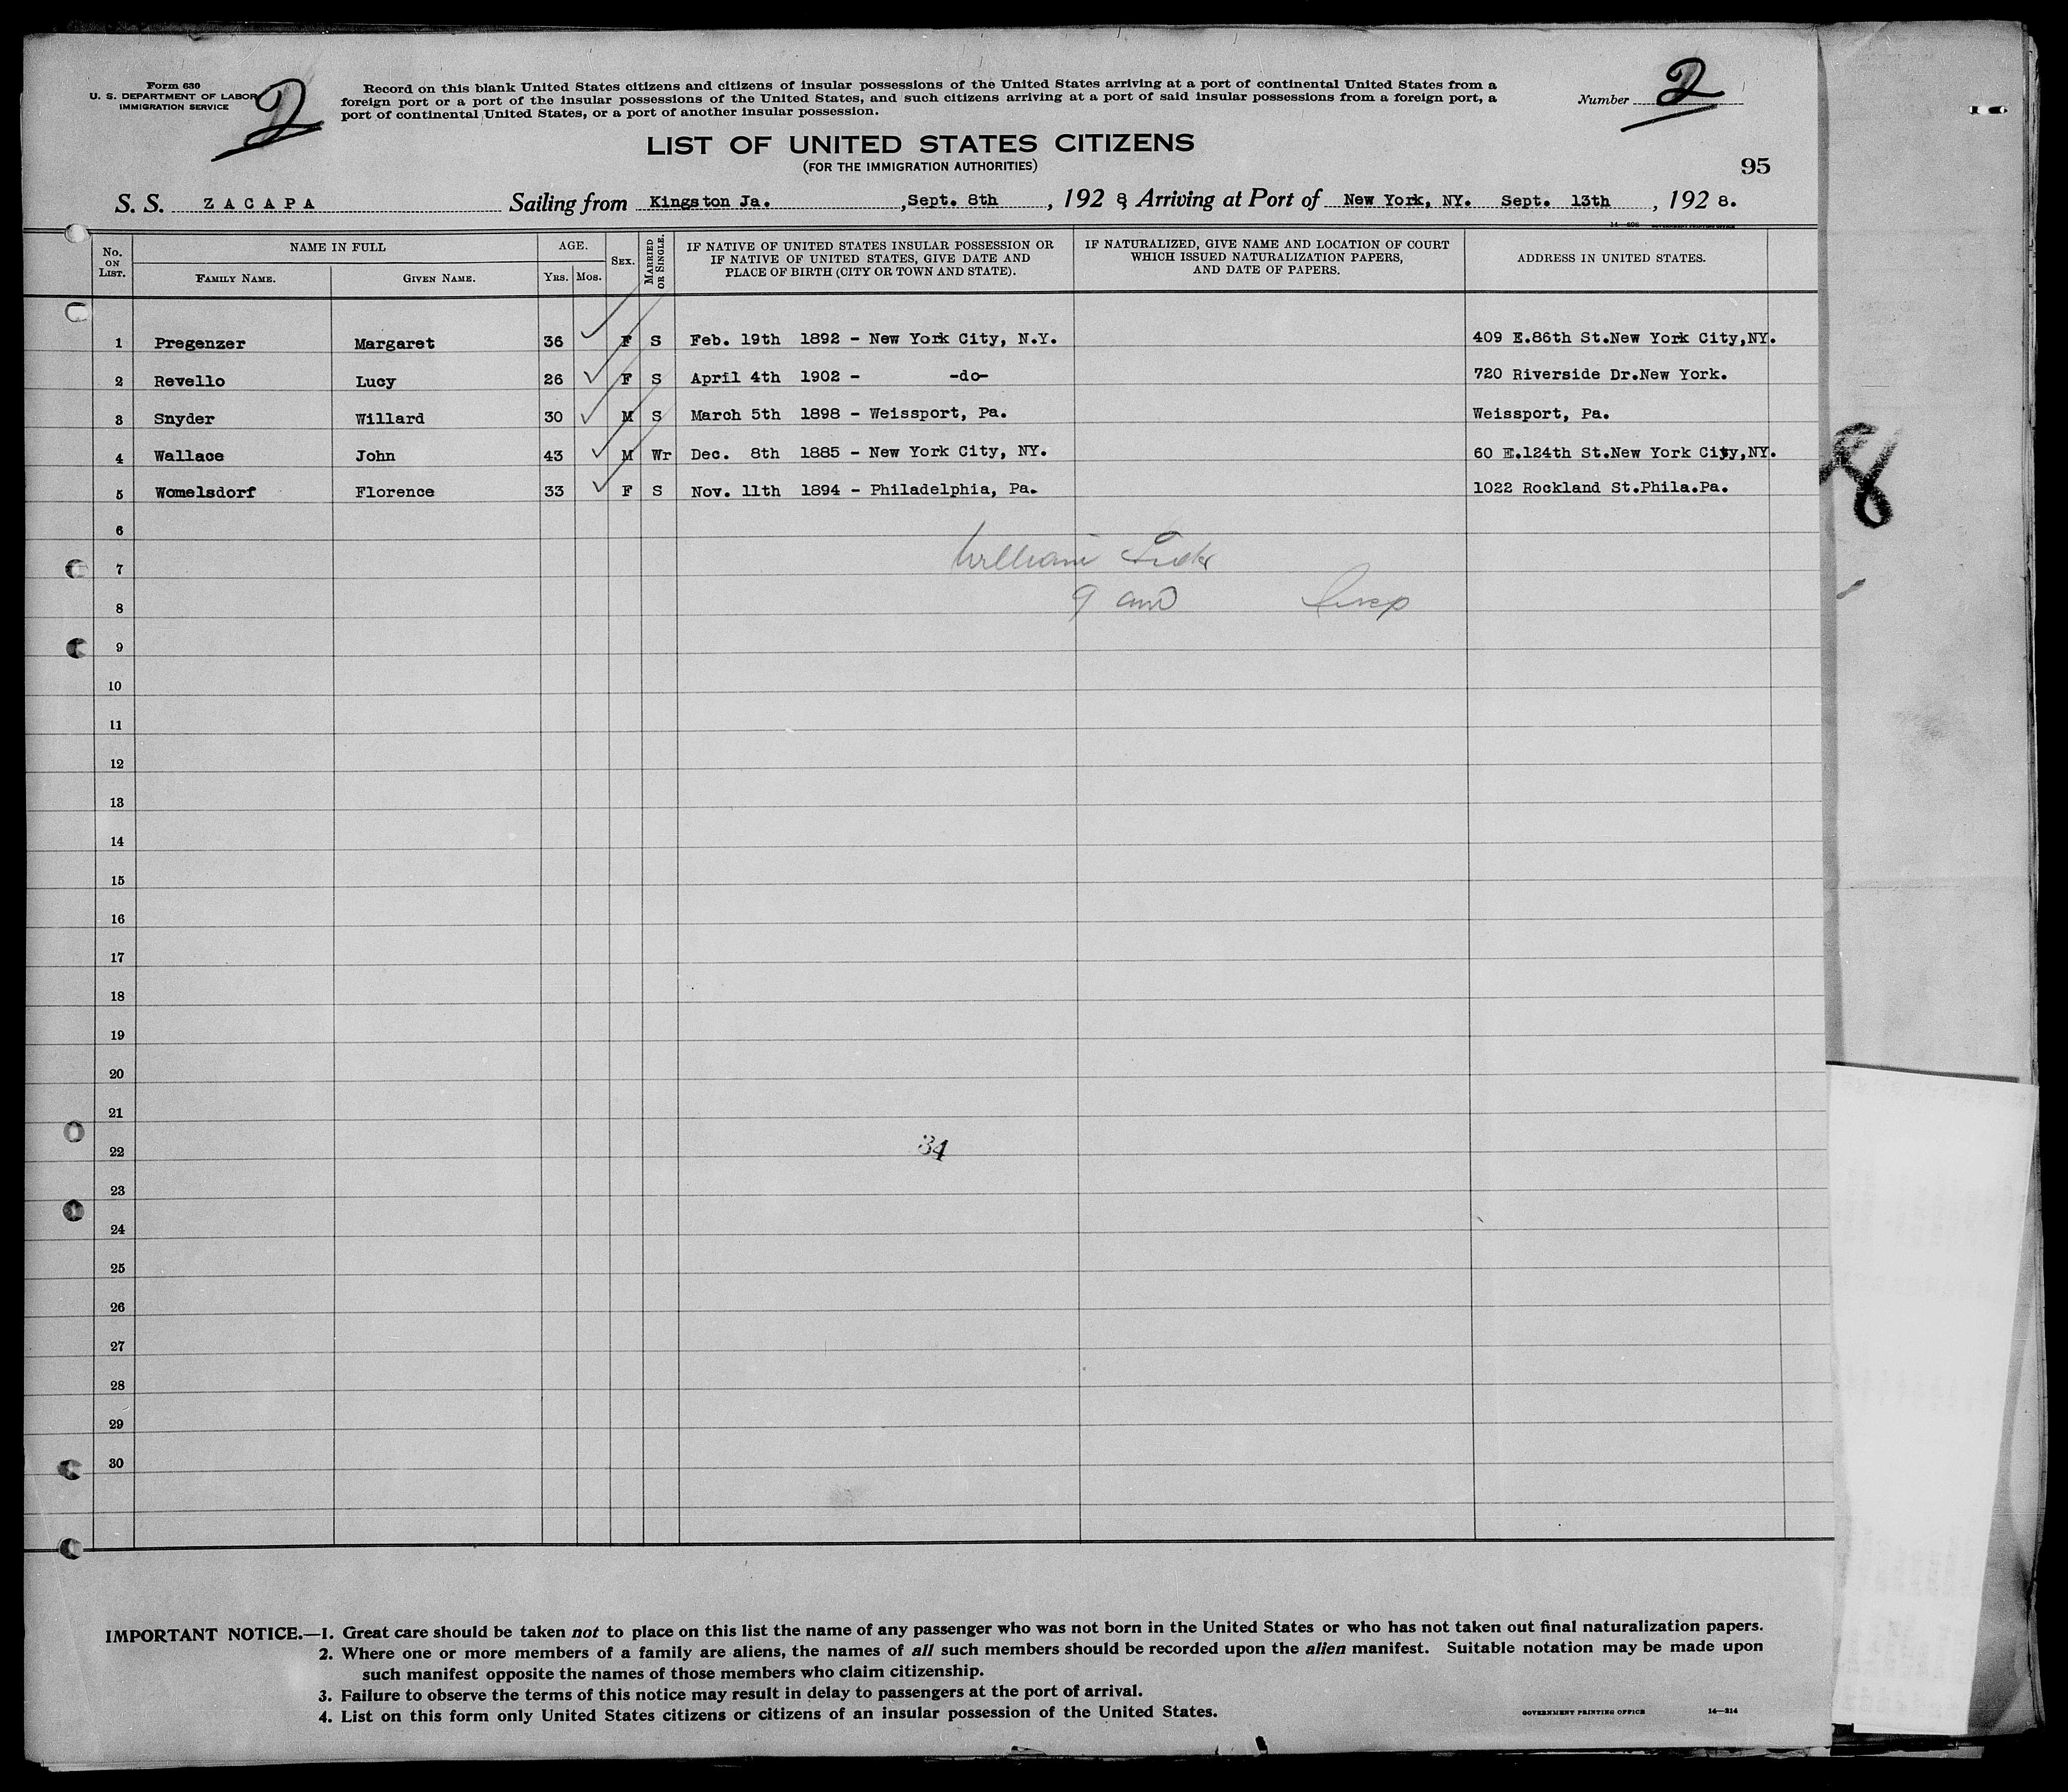 Form 630
U. S. DEPARTMENT OF LABOR
IMMIGRATION SERVICE
2
Record on this blank United States citizens and citizens of insular possessions of the United States arriving at a port of continental United States from a
foreign port or a port of the insular possessions of the United States, and such citizens arriving at a port of said insular possessions from a foreign port, a
port of continental United States, or a port of another insular possession.
Number 2
LIST OF UNITED STATES CITIZENS
(FOR THE IMMIGRATION AUTHORITIES)
95
S. S. ZACAPA Sailing from Kingston Ja. ,Sept. 8th , 192 8, Arriving at Port of New York, NY. Sept. 13th , 192 8.
No. ON LIST. NAME IN FULL FAMILY NAME. GIVEN NAME. AGE. YRS. MOS. SEX. MARRIED OR SINGLE. IF NATIVE OF UNITED STATES INSULAR POSSESSION OR IF NATIVE OF UNITED STATES, GIVE DATE AND PLACE OF BIRTH (CITY OR TOWN AND STATE). IF NATURALIZED, GIVE NAME AND LOCATION OF COURT WHICH ISSUED NATURALIZATION PAPERS, AND DATE OF PAPERS. ADDRESS IN UNITED STATES.
1 Pregenzer Margaret 36 F S Feb. 19th 1892 - New York City, N.Y. 409 E.86th St.New York City,NY.
2 Revello Lucy 26 F S April 4th 1902 - -do- 720 Riverside Dr.New York.
3 Snyder Willard 30 M S March 5th 1898 - Weissport, Pa. Weissport, Pa.
4 Wallace John 43 M Wr Dec. 8th 1885 - New York City, NY. 60 E.124th St.New York City,NY.
5 Womelsdorf Florence 33 F S Nov. 11th 1894 - Philadelphia, Pa. 1022 Rockland St.Phila.Pa.
6
William
7
9 am Insp
8
9
10
11
12
13
14
15
16
17
18
19
20
21
22 34
23
24
25
26
27
28
29
30
IMPORTANT NOTICE.—1. Great care should be taken not to place on this list the name of any passenger who was not born in the United States or who has not taken out final naturalization papers.
2. Where one or more members of a family are aliens, the names of all such members should be recorded upon the alien manifest. Suitable notation may be made upon
such manifest opposite the names of those members who claim citizenship.
3. Failure to observe the terms of this notice may result in delay to passengers at the port of arrival.
4. List on this form only United States citizens or citizens of an insular possession of the United States.
GOVERNMENT PRINTING OFFICE 14—314
8